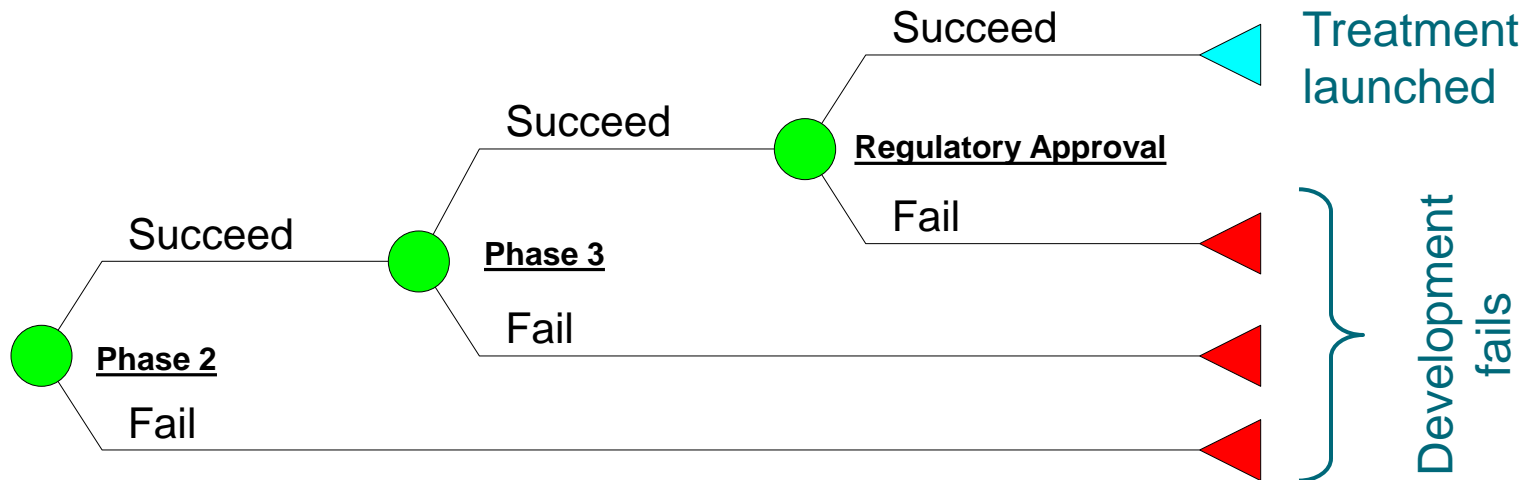 Succeed
Treatment
launched
Succeed
Regulatory Approval
Fail
Succeed
Phase 3
Fail
Phase 2
Fail
Development
fails